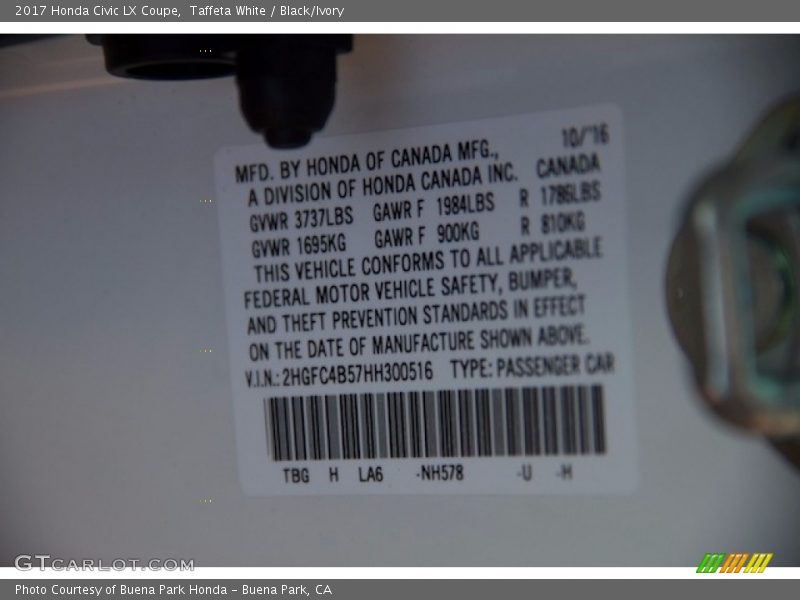 2017 Honda Civic LX Coupe, Taffeta White / Black/Ivory
10/'16
MFD. BY HONDA OF CANADA MFG.,
A DIVISION OF HONDA CANADA INC. CANADA
GVWR 3737LBS GAWR F 1984LBS R 1786LBS
GVWR 1695KG GAWR F 900KG R 810KG
THIS VEHICLE CONFORMS TO ALL APPLICABLE
FEDERAL MOTOR VEHICLE SAFETY, BUMPER,
AND THEFT PREVENTION STANDARDS IN EFFECT
ON THE DATE OF MANUFACTURE SHOWN ABOVE.
V.I.N.: 2HGFC4B57HH300516 TYPE: PASSENGER CAR
TBG H LA6 -NH578 -U -H
GTCARLOT.COM
Photo Courtesy of Buena Park Honda - Buena Park, CA